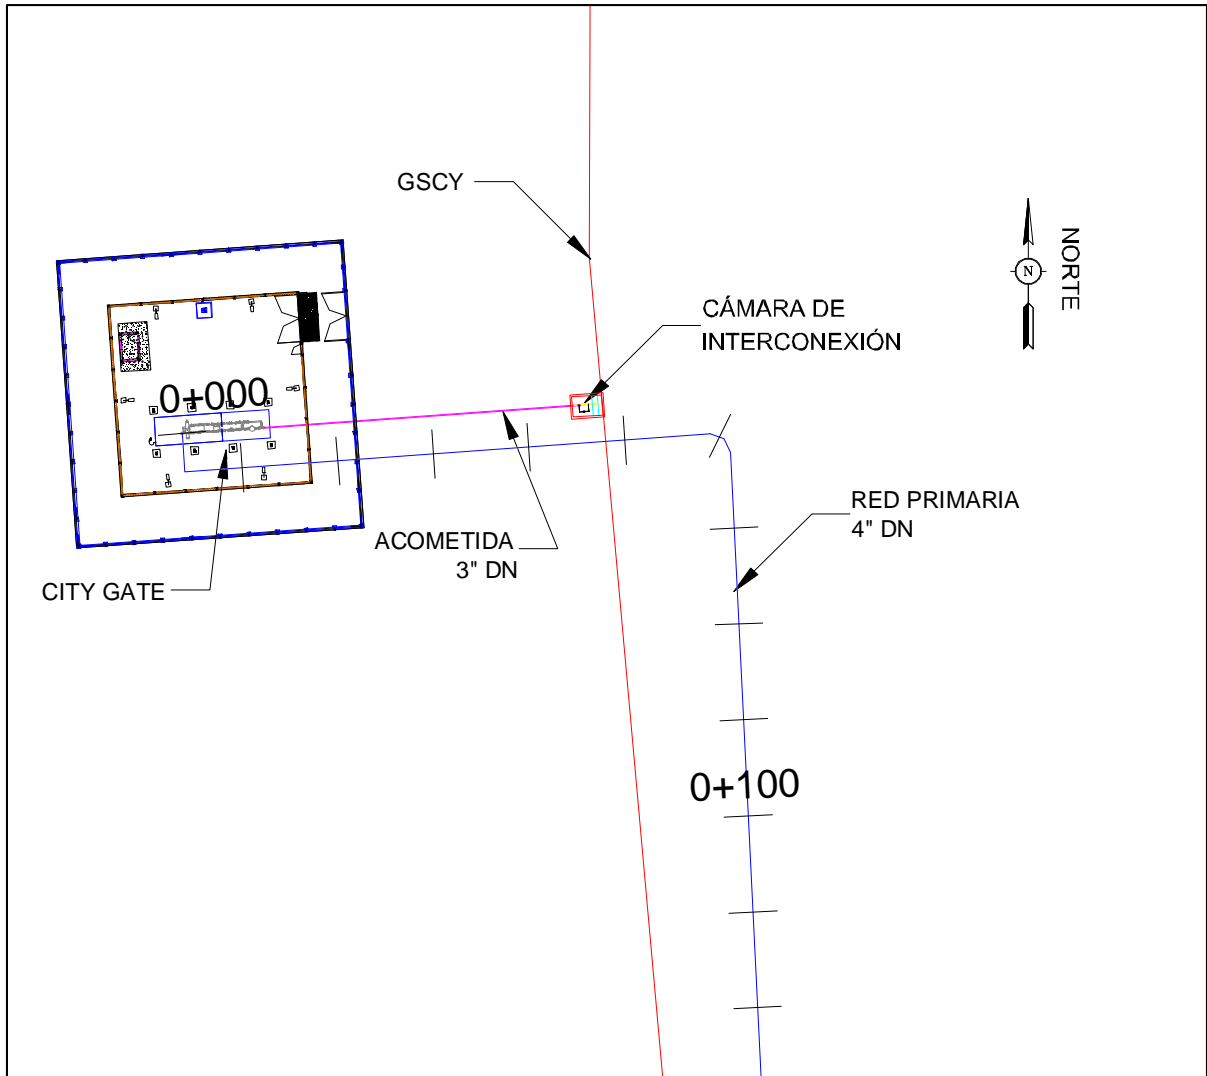 GSCY
NORTE
N
CÁMARA DE
INTERCONEXIÓN
0+000
RED PRIMARIA
4" DN
ACOMETIDA
3" DN
CITY GATE
0+100